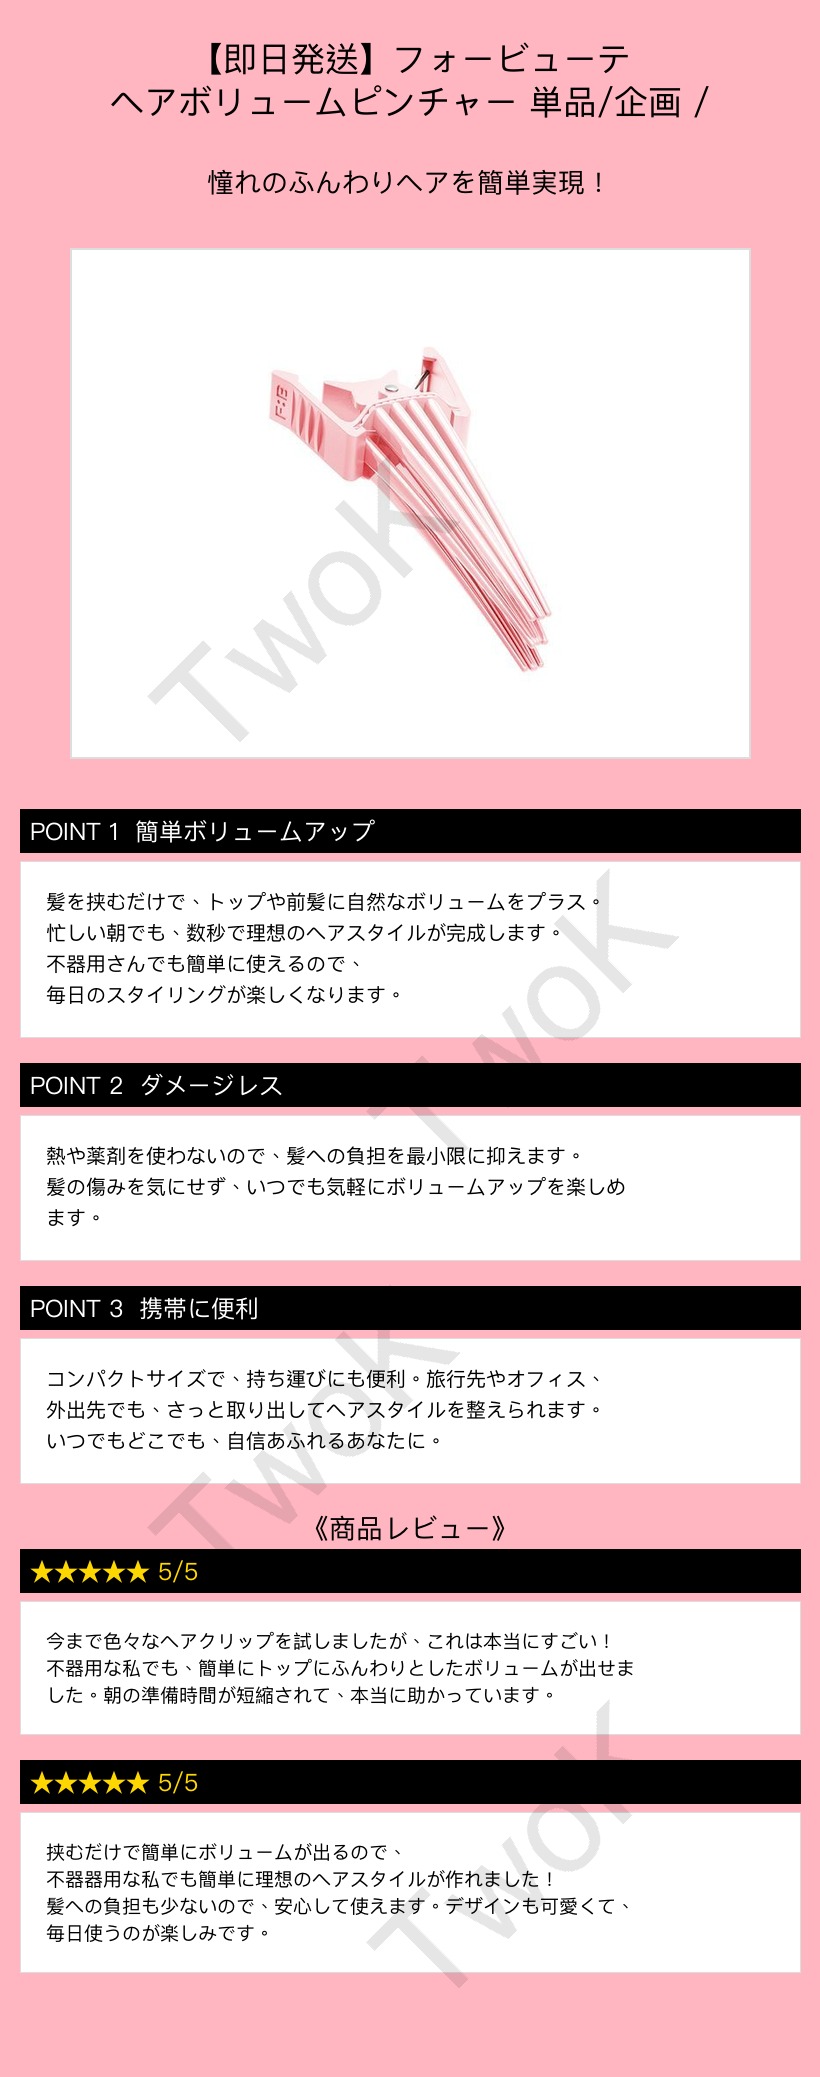 【即日発送】フォービューテ
ヘアボリュームピンチャー 単品/企画 /
憧れのふんわりヘアを簡単実現！
TwoK
POINT 1 簡単ボリュームアップ
髪を挟むだけで、トップや前髪に自然なボリュームをプラス。
忙しい朝でも、数秒で理想のヘアスタイルが完成します。
不器用さんでも簡単に使えるので、
毎日のスタイリングが楽しくなります。
TwoK
POINT 2 ダメージレス
熱や薬剤を使わないので、髪への負担を最小限に抑えます。
髪の傷みを気にせず、いつでも気軽にボリュームアップを楽しめ
ます。
POINT 3 携帯に便利
コンパクトサイズで、持ち運びにも便利。旅行先やオフィス、
外出先でも、さっと取り出してヘアスタイルを整えられます。
いつでもどこでも、自信あふれるあなたに。
TwoK
《商品レビュー》
★★★★★ 5/5
今まで色々なヘアクリップを試しましたが、これは本当にすごい！
不器用な私でも、簡単にトップにふんわりとしたボリュームが出せま
した。朝の準備時間が短縮されて、本当に助かっています。
★★★★★ 5/5
挟むだけで簡単にボリュームが出るので、
不器器用な私でも簡単に理想のヘアスタイルが作れました！
髪への負担も少ないので、安心して使えます。デザインも可愛くて、
毎日使うのが楽しみです。
TwoK